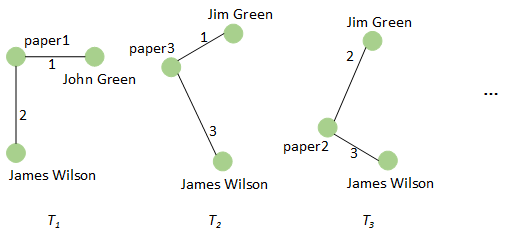 paper1
1
John Green
2
James Wilson
T1
Jim Green
paper3
1
3
James Wilson
T2
Jim Green
2
paper2
3
James Wilson
T3
...